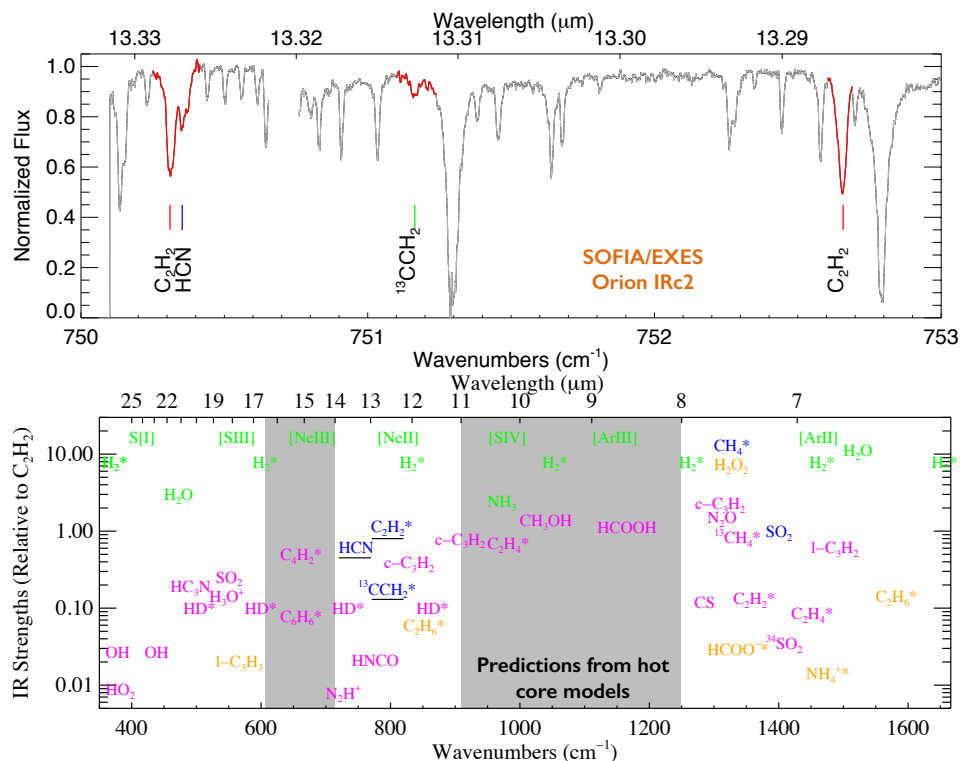 Wavelength (μm)
13.33 13.32 13.31 13.30 13.29
1.0
0.8
0.6
0.4
0.2
0.0
Normalized Flux
C₂H₂
HCN
¹³CCH₂
SOFIA/EXES
Orion IRc2
C₂H₂
750 751 752 753
Wavenumbers (cm⁻¹)
Wavelength (μm)
25 22 19 17 15 14 13 12 11 10 9 8 7
IR Strengths (Relative to C₂H₂)
10.00
1.00
0.10
0.01
S[I] [SIII] [NeIII] [NeII] [SIV] [ArIII] [ArII]
CH₄* H₂O
H₂* H₂* H₂* H₂* H₂* H₂O₂ H₂* H₂*
H₂O NH₃ c–C₃H₂
C₂H₂* CH₃OH HCOOH N₂O
HCN C₄H₂* c–C₃H₂ C₂H₄* ¹³CH₄* SO₂ l–C₃H₂
c–C₃H₂
HC₃N SO₂ ¹³CCH₂*
H₃O⁺ CS C₂H₂* C₂H₆*
HD* HD* C₆H₆* HD* HD* C₂H₄*
C₂H₆*
OH OH l–C₃H₃ HNCO HCOO⁻* ³⁴SO₂
HO₂ N₂H⁺ NH₄⁺*
Predictions from hot
core models
400 600 800 1000 1200 1400 1600
Wavenumbers (cm⁻¹)